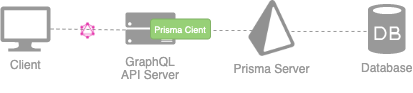 Client
Prisma Client
GraphQL
API Server
Prisma Server
DB
Database